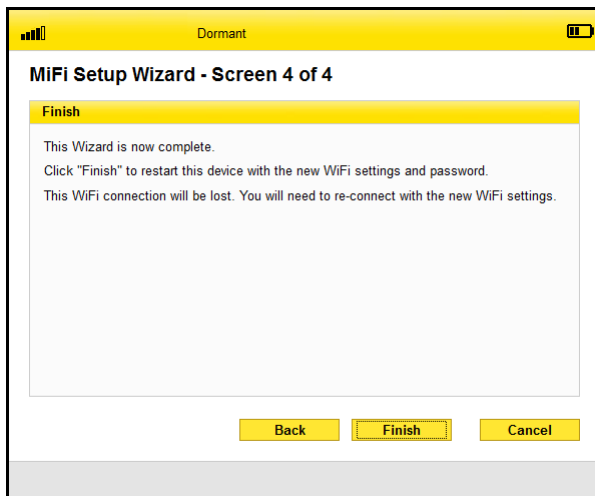 Dormant
MiFi Setup Wizard - Screen 4 of 4
Finish
This Wizard is now complete.
Click "Finish" to restart this device with the new WiFi settings and password.
This WiFi connection will be lost. You will need to re-connect with the new WiFi settings.
Back Finish Cancel